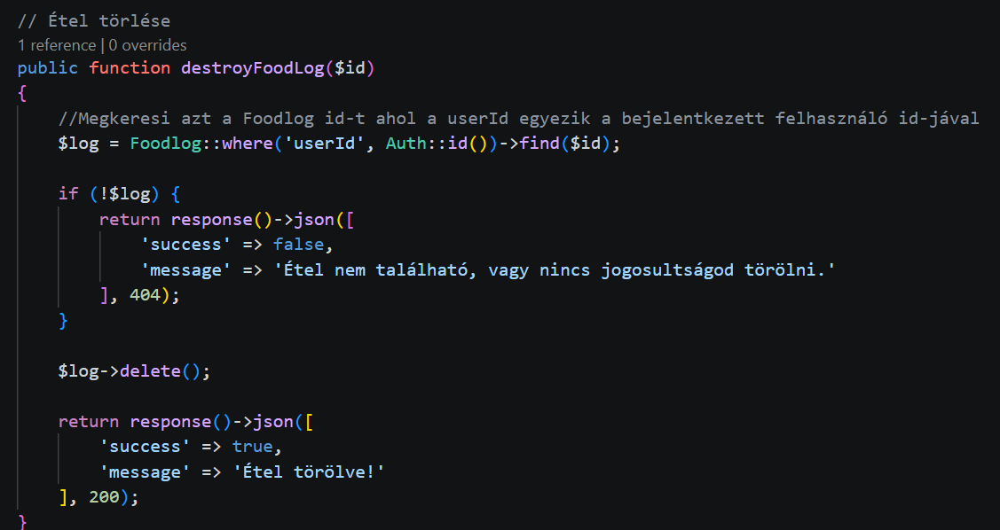 // Étel törlése
1 reference | 0 overrides
public function destroyFoodLog($id)
{
//Megkeresi azt a Foodlog id-t ahol a userId egyezik a bejelentkezett felhasználó id-jával
$log = Foodlog::where('userId', Auth::id())->find($id);
if (!$log) {
return response()->json([
'success' => false,
'message' => 'Étel nem található, vagy nincs jogosultságod törölni.'
], 404);
}
$log->delete();
return response()->json([
'success' => true,
'message' => 'Étel törölve!'
], 200);
}